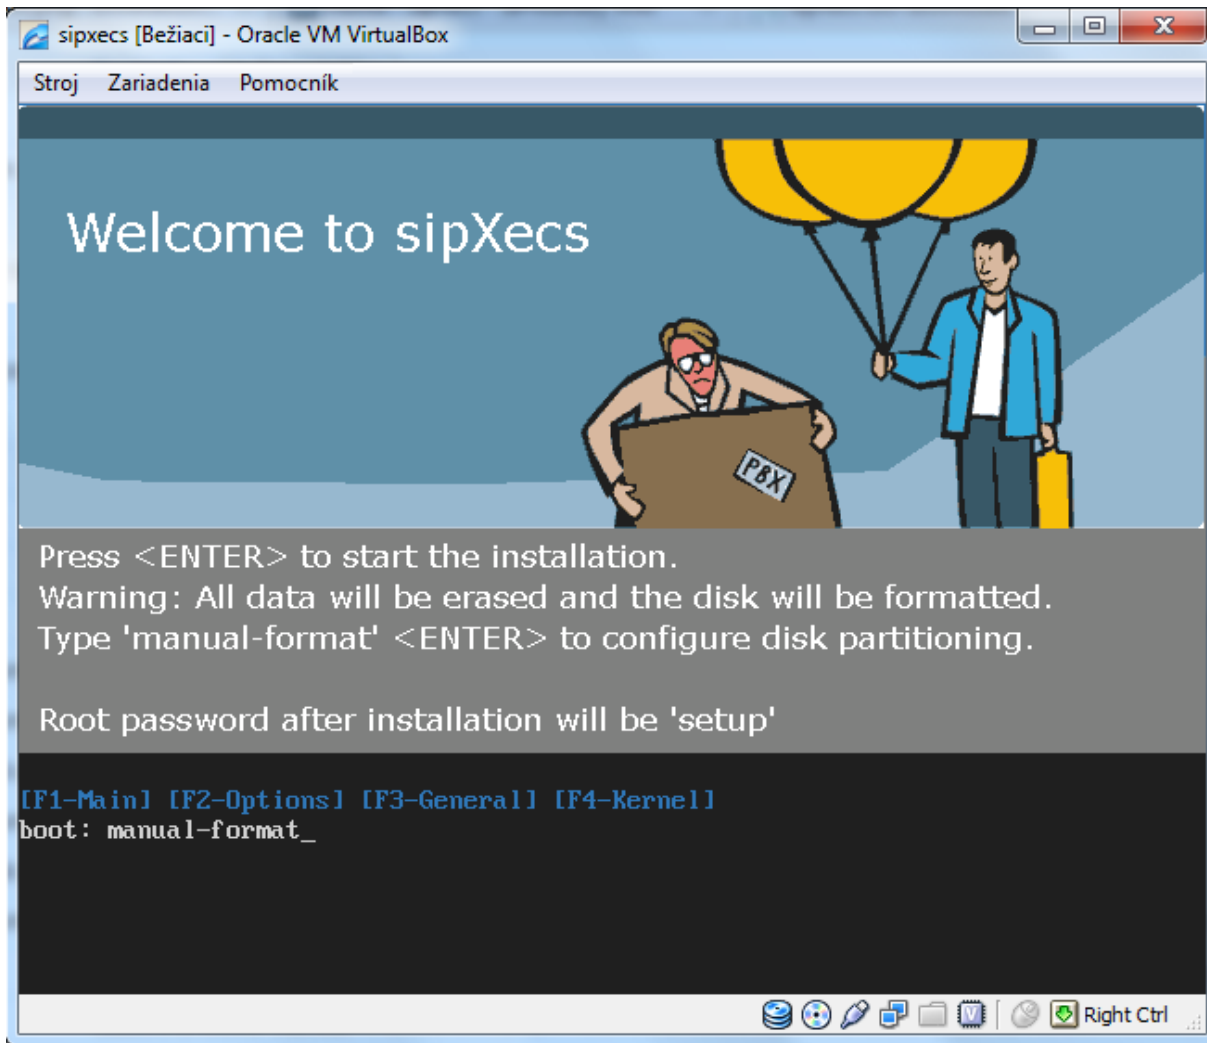 sipxecs [Bežiaci] - Oracle VM VirtualBox
Stroj Zariadenia Pomocník
Welcome to sipXecs
PBX
Press <ENTER> to start the installation.
Warning: All data will be erased and the disk will be formatted.
Type 'manual-format' <ENTER> to configure disk partitioning.
Root password after installation will be 'setup'
[F1-Main] [F2-Options] [F3-General] [F4-Kernel]
boot: manual-format_
Right Ctrl